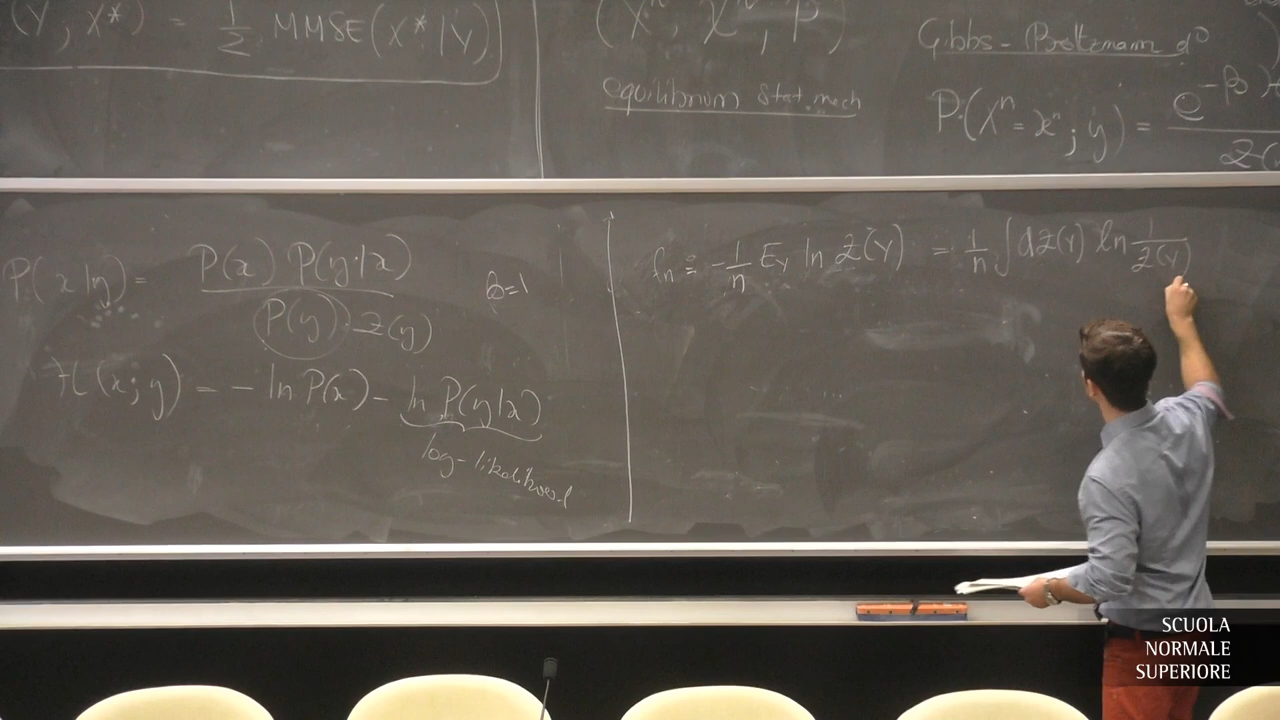 (Y, X*) = 1/2 MMSE(X*|Y)
(X^n, 𝒳^n, P)
equilibrium stat. mech
Gibbs-Boltzmann d°
P(X^n = x^n; y) = e^{-β
Z(
P(x|y) = P(x) P(y|x)
P(y) = Z(y)
β=1
H(x; y) = - ln P(x) - ln P(y|x)
log-likelihood
f_n = -1/n E_Y ln Z(Y) = 1/n ∫ dZ(Y) ln 1/Z(Y)
SCUOLA
NORMALE
SUPERIORE